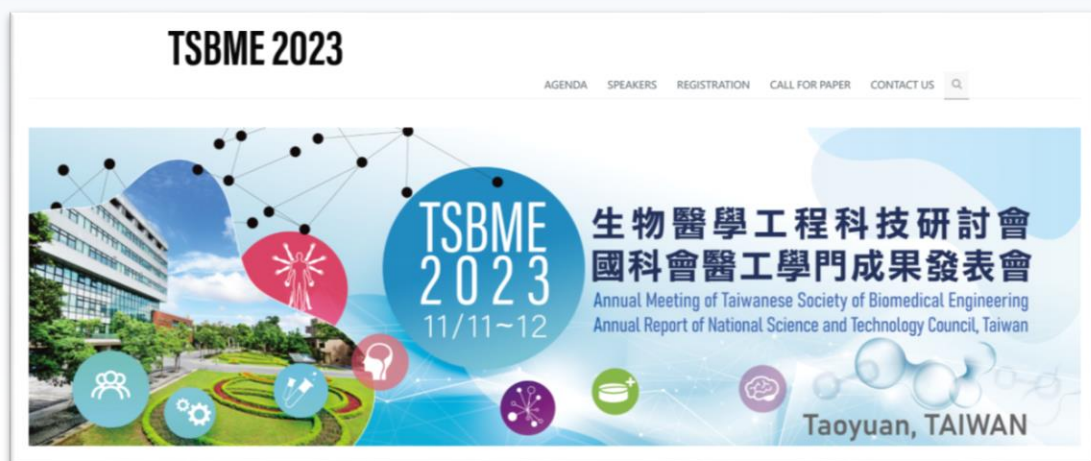 TSBME 2023
AGENDA SPEAKERS REGISTRATION CALL FOR PAPER CONTACT US
TSBME
2023
11/11~12
生物醫學工程科技研討會
國科會醫工學門成果發表會
Annual Meeting of Taiwanese Society of Biomedical Engineering
Annual Report of National Science and Technology Council, Taiwan
Taoyuan, TAIWAN